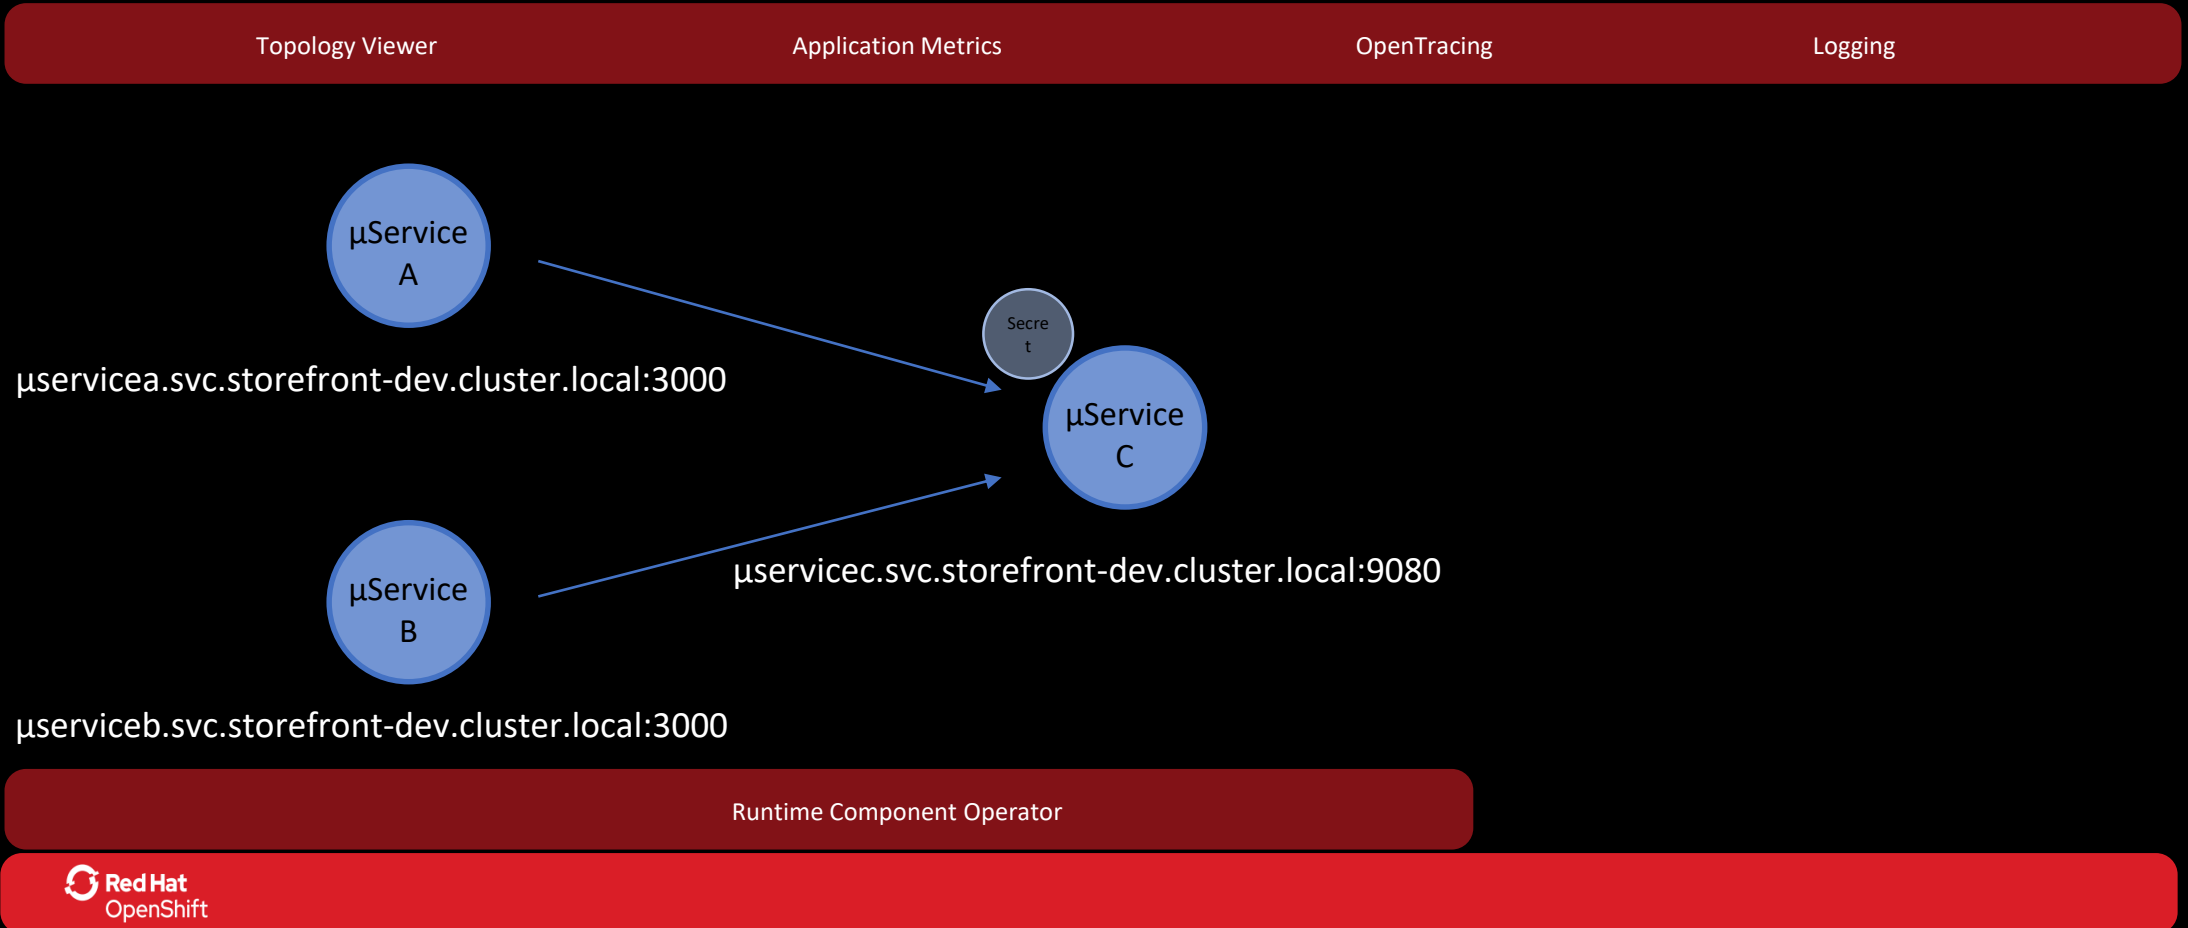 Topology Viewer Application Metrics OpenTracing Logging
µService
A
Secre
t
µservicea.svc.storefront-dev.cluster.local:3000
µService
C
µservicec.svc.storefront-dev.cluster.local:9080
µService
B
µserviceb.svc.storefront-dev.cluster.local:3000
Runtime Component Operator
Red Hat
OpenShift